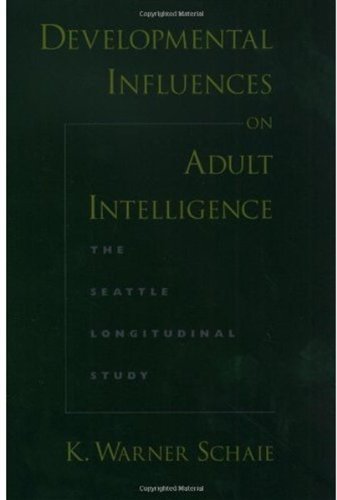 DEVELOPMENTAL
INFLUENCES
ON
ADULT
INTELLIGENCE
THE
SEATTLE
LONGITUDINAL
STUDY
K. WARNER SCHAIE